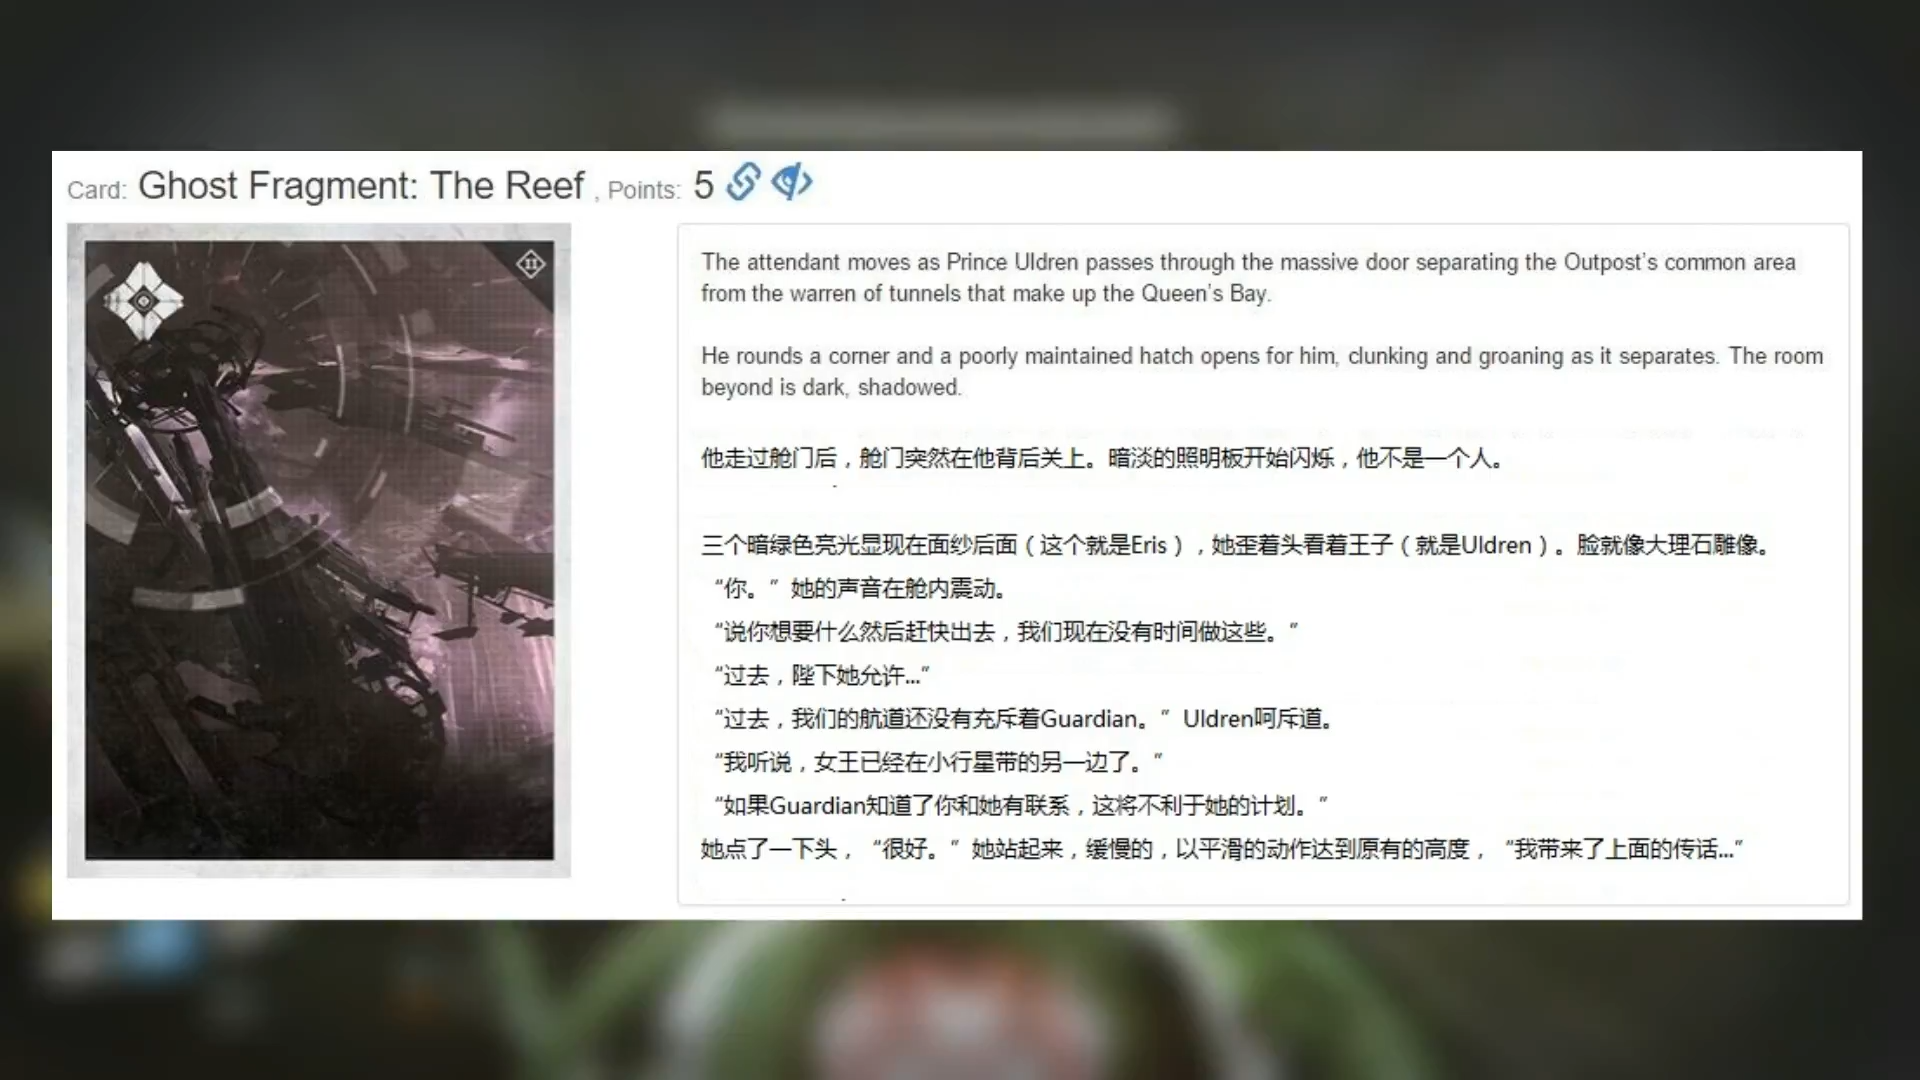 Card: Ghost Fragment: The Reef , Points: 5
The attendant moves as Prince Uldren passes through the massive door separating the Outpost's common area
from the warren of tunnels that make up the Queen's Bay.
He rounds a corner and a poorly maintained hatch opens for him, clunking and groaning as it separates. The room
beyond is dark, shadowed.
他走过舱门后，舱门突然在他背后关上。暗淡的照明板开始闪烁，他不是一个人。
三个暗绿色亮光显现在面纱后面（这个就是Eris），她歪着头看着王子（就是Uldren）。脸就像大理石雕像。
“你。”她的声音在舱内震动。
“说你想要什么然后赶快出去，我们现在没有时间做这些。”
“过去，陛下她允许...”
“过去，我们的航道还没有充斥着Guardian。”Uldren呵斥道。
“我听说，女王已经在小行星带的另一边了。”
“如果Guardian知道了你和她有联系，这将不利于她的计划。”
她点了一下头，“很好。”她站起来，缓慢的，以平滑的动作达到原有的高度，“我带来了上面的传话...”